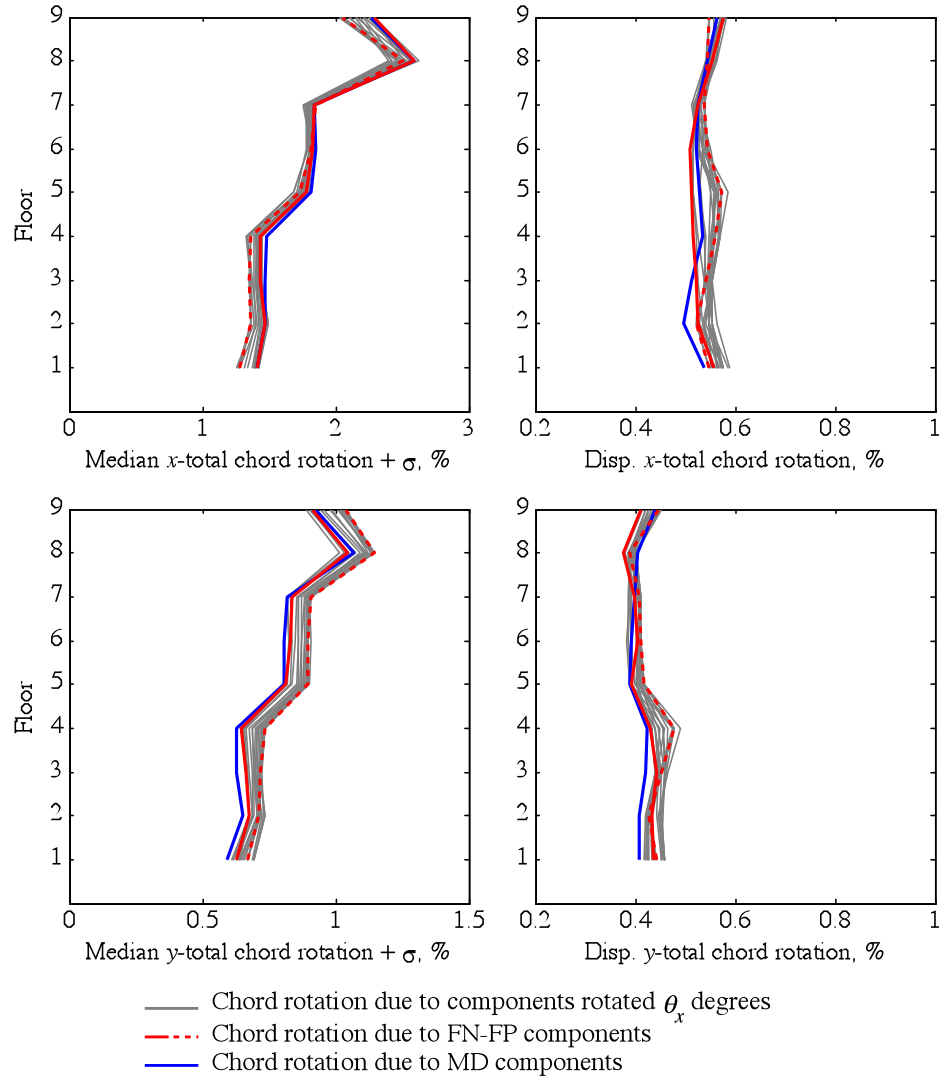 9
8
7
6
5
4
3
2
1
Floor
0 1 2 3
Median x-total chord rotation + σ, %
9
8
7
6
5
4
3
2
1
0.2 0.4 0.6 0.8 1
Disp. x-total chord rotation, %
9
8
7
6
5
4
3
2
1
Floor
0 0.5 1 1.5
Median y-total chord rotation + σ, %
9
8
7
6
5
4
3
2
1
0.2 0.4 0.6 0.8 1
Disp. y-total chord rotation, %
Chord rotation due to components rotated θx degrees
Chord rotation due to FN-FP components
Chord rotation due to MD components